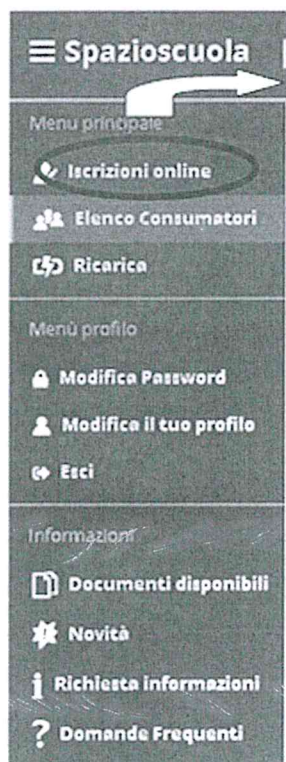 Spazioscuola
Menù principale
Iscrizioni online
Elenco Consumatori
Ricarica
Menù profilo
Modifica Password
Modifica il tuo profilo
Esci
Informazioni
Documenti disponibili
Novità
Richiesta informazioni
Domande Frequenti